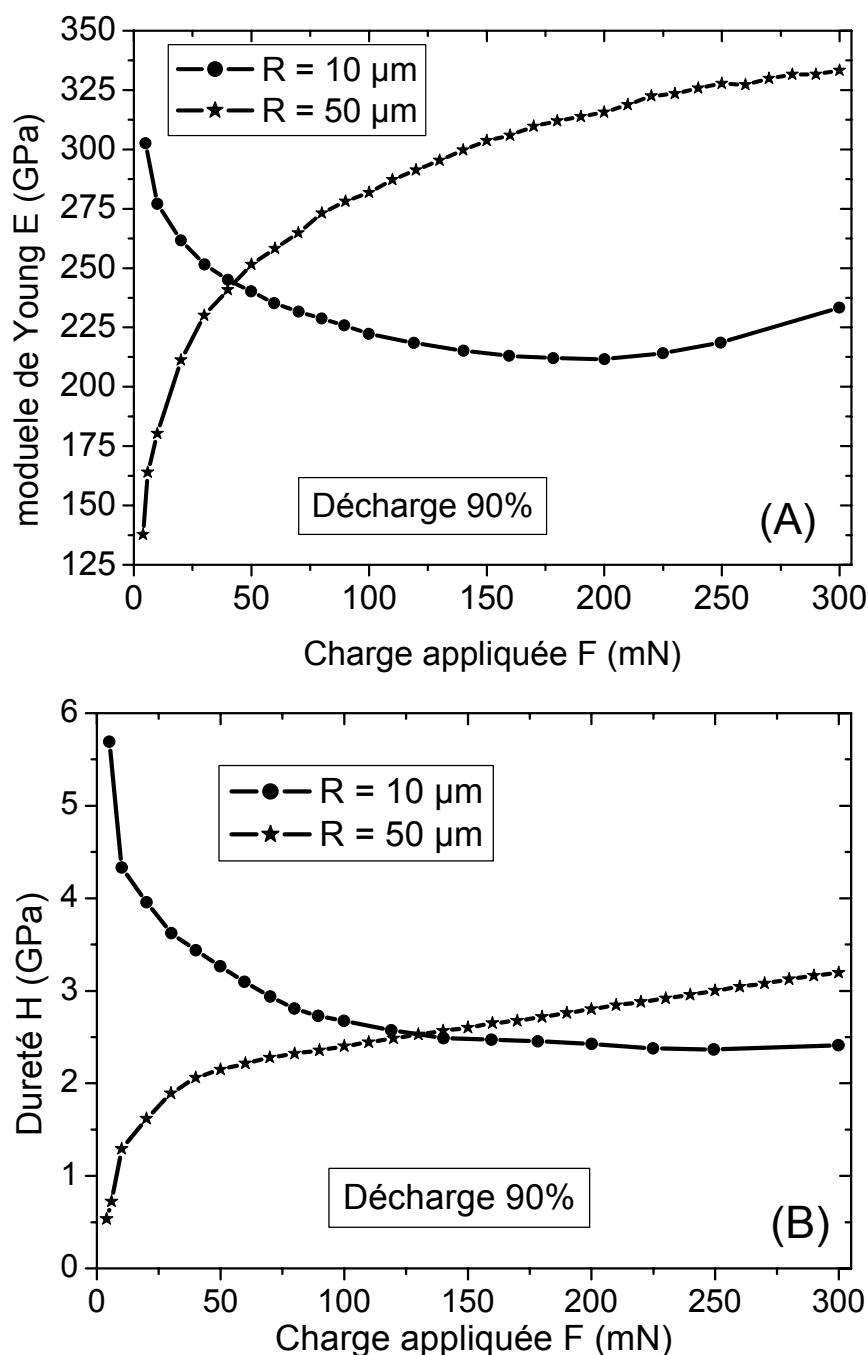 350
325
300
275
250
225
200
175
150
125
moduele de Young E (GPa)
R = 10 µm
R = 50 µm
Décharge 90%
(A)
0 50 100 150 200 250 300
Charge appliquée F (mN)
6
5
4
3
2
1
0
Dureté H (GPa)
R = 10 µm
R = 50 µm
Décharge 90%
(B)
0 50 100 150 200 250 300
Charge appliquée F (mN)